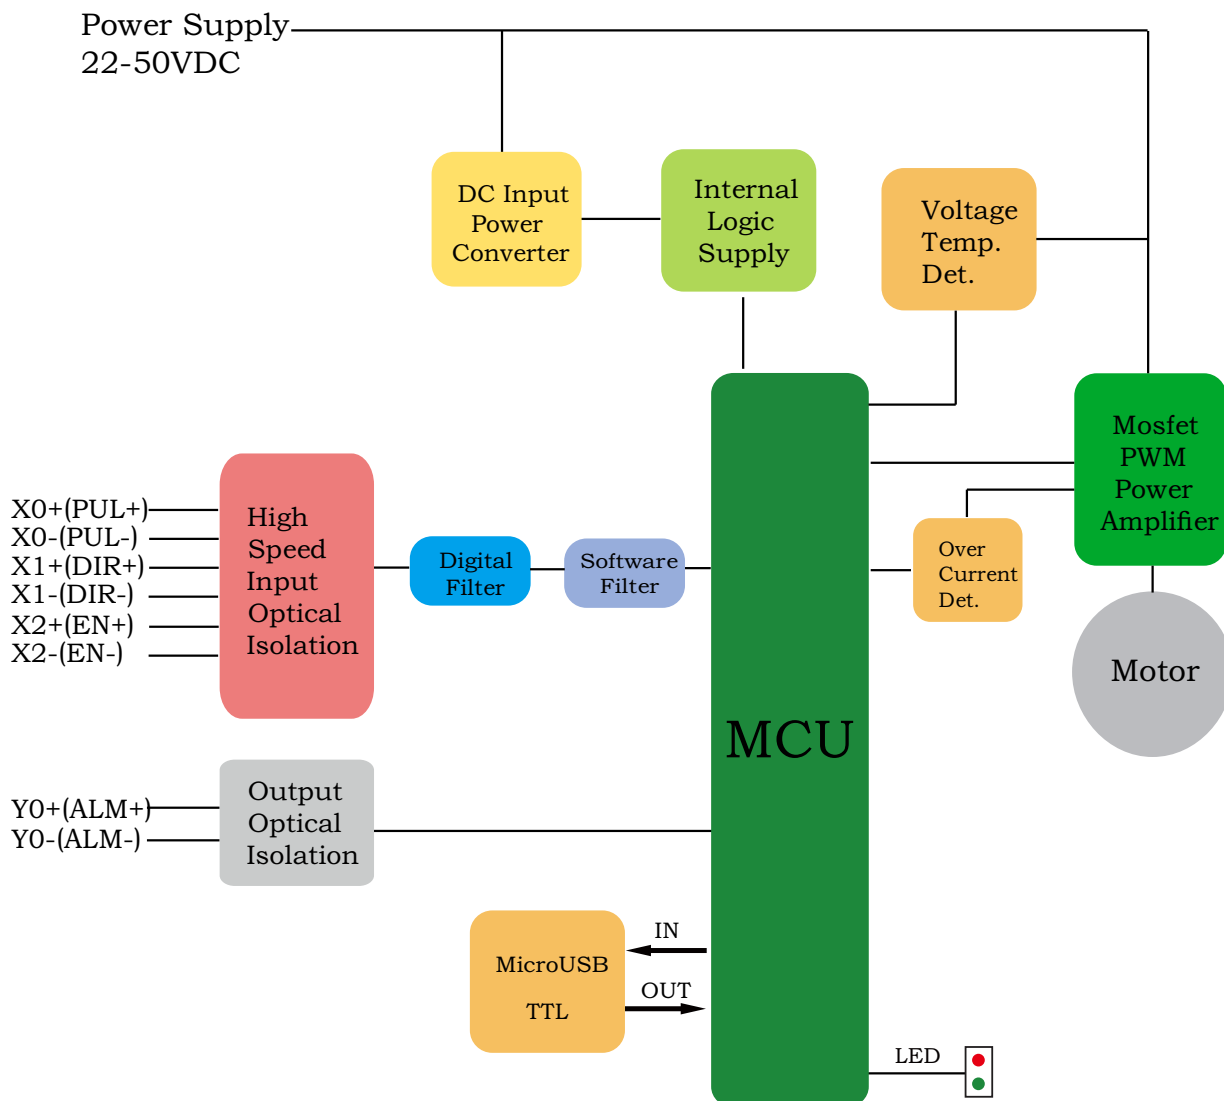 Power Supply
22-50VDC
DC Input
Power
Converter
Internal
Logic
Supply
Voltage
Temp.
Det.
Mosfet
PWM
Power
Amplifier
X0+(PUL+)
X0-(PUL-)
X1+(DIR+)
X1-(DIR-)
X2+(EN+)
X2-(EN-)
High
Speed
Input
Optical
Isolation
Digital
Filter
Software
Filter
Over
Current
Det.
Motor
MCU
Y0+(ALM+)
Y0-(ALM-)
Output
Optical
Isolation
MicroUSB
TTL
IN
OUT
LED